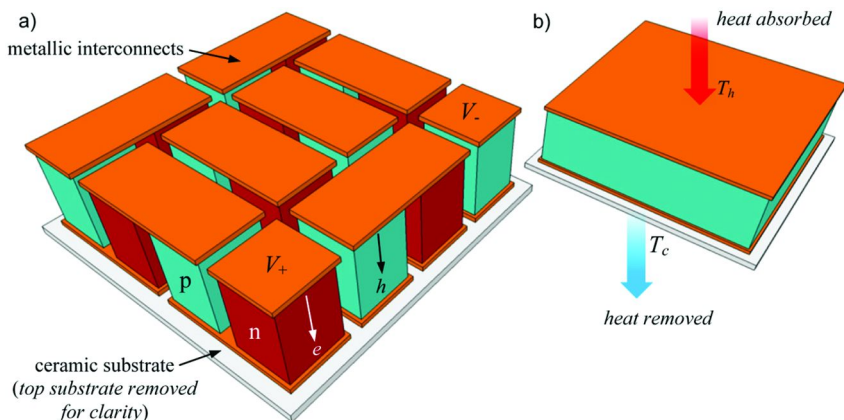 a)
metallic interconnects
V-
V+
p
n
h
e
ceramic substrate
(top substrate removed
for clarity)
b)
heat absorbed
Th
Tc
heat removed